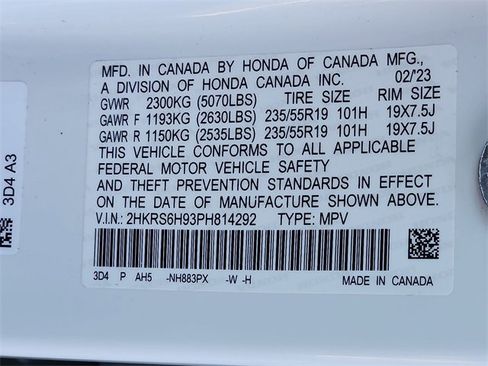 MFD. IN CANADA BY HONDA OF CANADA MFG.,
A DIVISION OF HONDA CANADA INC. 02/'23
GVWR 2300KG (5070LBS) TIRE SIZE RIM SIZE
GAWR F 1193KG (2630LBS) 235/55R19 101H 19X7.5J
GAWR R 1150KG (2535LBS) 235/55R19 101H 19X7.5J
THIS VEHICLE CONFORMS TO ALL APPLICABLE
FEDERAL MOTOR VEHICLE SAFETY
AND THEFT PREVENTION STANDARDS IN EFFECT
ON THE DATE OF MANUFACTURE SHOWN ABOVE.
V.I.N.: 2HKRS6H93PH814292 TYPE: MPV
3D4 P AH5 -NH883PX -W -H MADE IN CANADA
3D4 A3